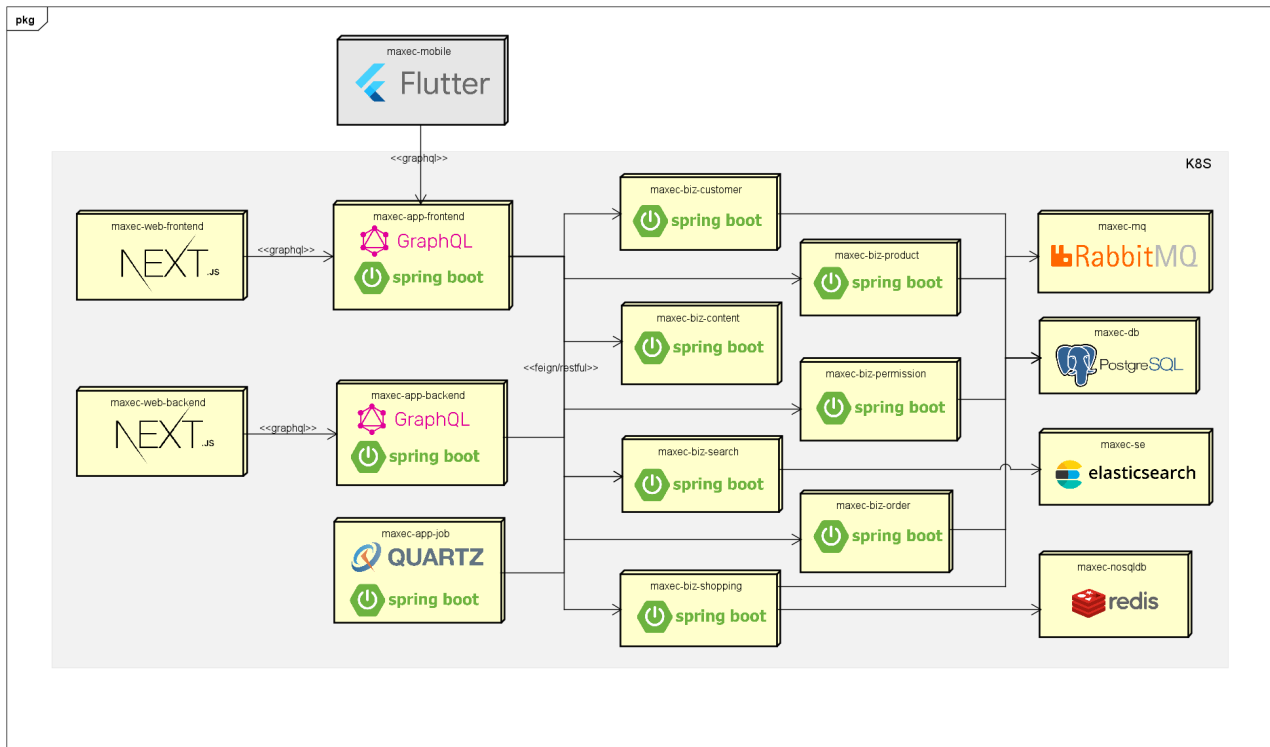 pkg
maxec-mobile
Flutter
<<graphql>>
K8S
maxec-web-frontend
NEXT.JS
<<graphql>>
maxec-app-frontend
GraphQL
spring boot
maxec-biz-customer
spring boot
maxec-biz-product
spring boot
maxec-mq
RabbitMQ
maxec-biz-content
spring boot
maxec-db
PostgreSQL
<<feign/restful>>
maxec-web-backend
NEXT.JS
<<graphql>>
maxec-app-backend
GraphQL
spring boot
maxec-biz-permission
spring boot
maxec-biz-search
spring boot
maxec-se
elasticsearch
maxec-app-job
QUARTZ
spring boot
maxec-biz-order
spring boot
maxec-biz-shopping
spring boot
maxec-nosqldb
redis